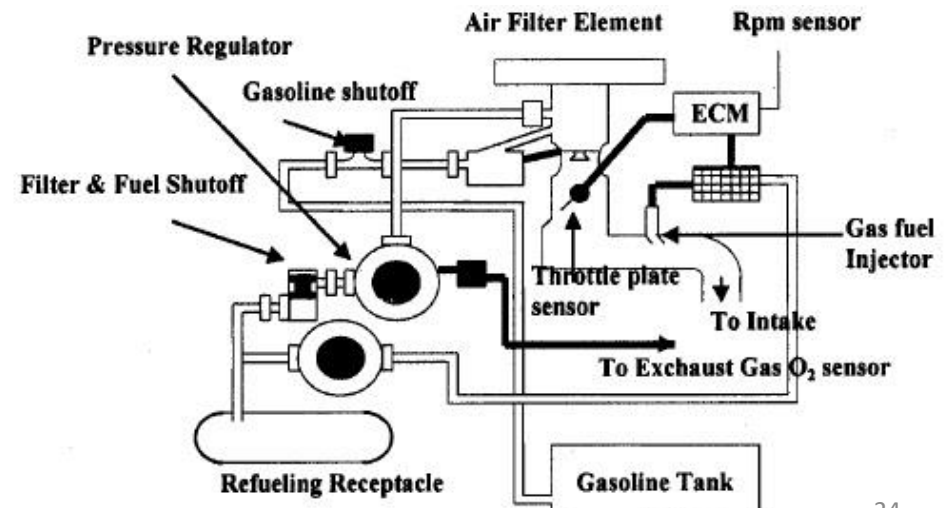 Air Filter Element
Rpm sensor
Pressure Regulator
Gasoline shutoff
ECM
Filter & Fuel Shutoff
Gas fuel
Injector
Throttle plate
sensor
To Intake
To Exchaust Gas O₂ sensor
Refueling Receptacle
Gasoline Tank